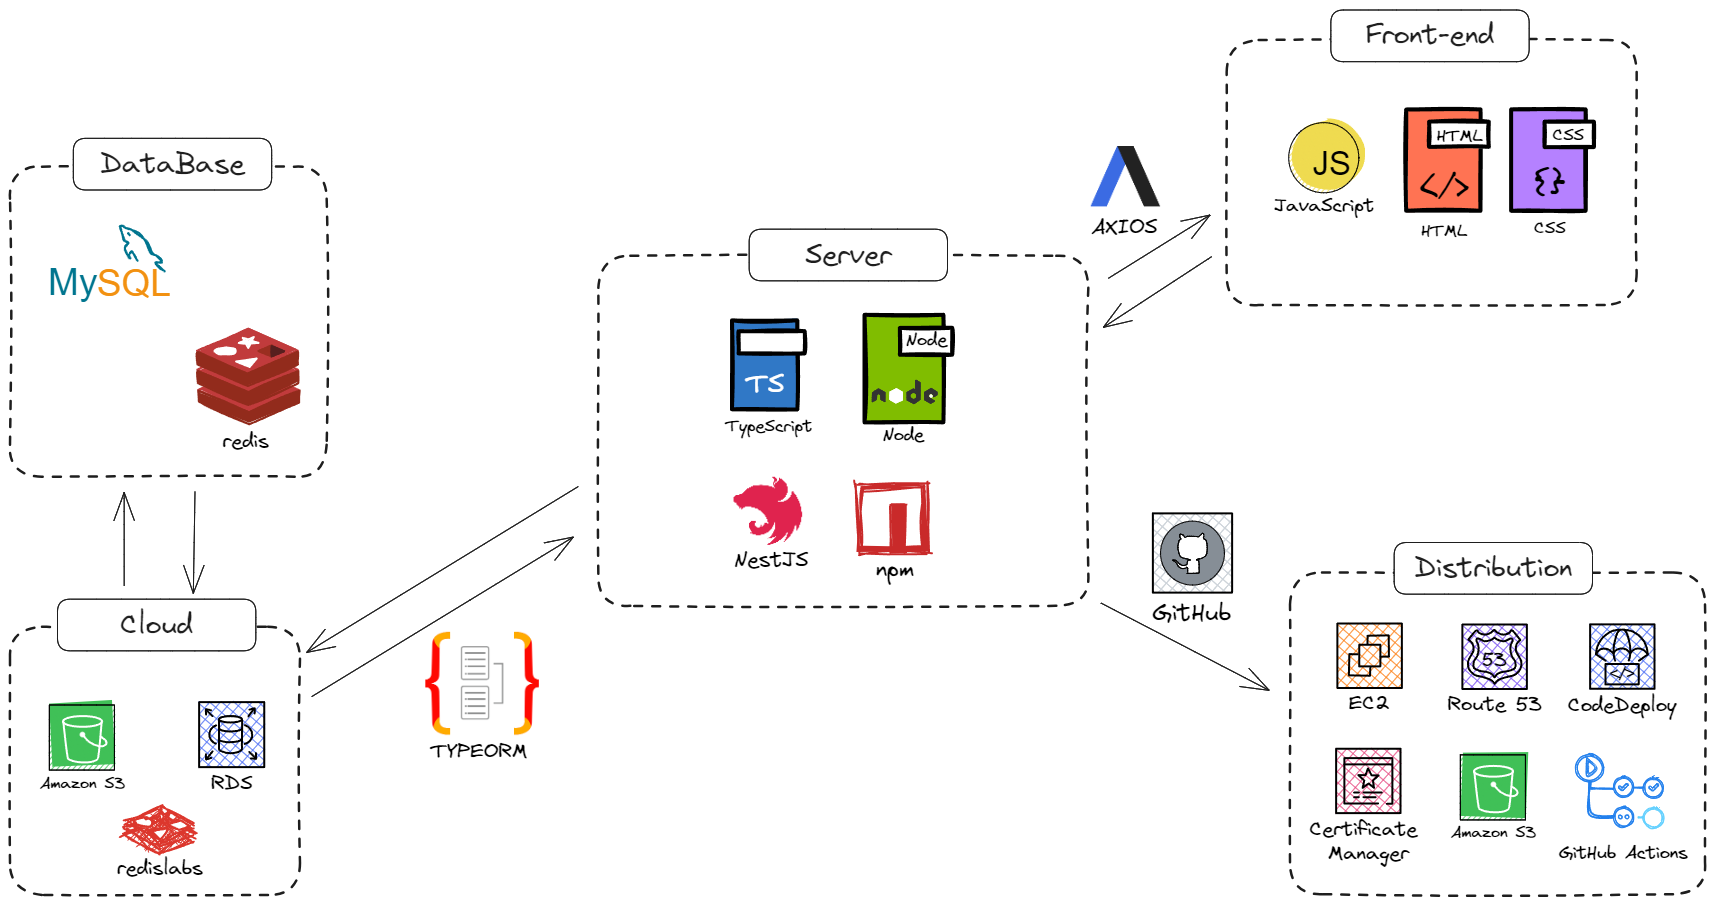 Front-end
JS
JavaScript
HTML
</>
HTML
CSS
{}
CSS
DataBase
MySQL
redis
AXIOS
Server
TS
TypeScript
Node
node
Node
NestJS
npm
GitHub
Cloud
Amazon S3
RDS
redislabs
TYPEORM
Distribution
EC2
53
Route 53
</>
CodeDeploy
Certificate
Manager
Amazon S3
GitHub Actions